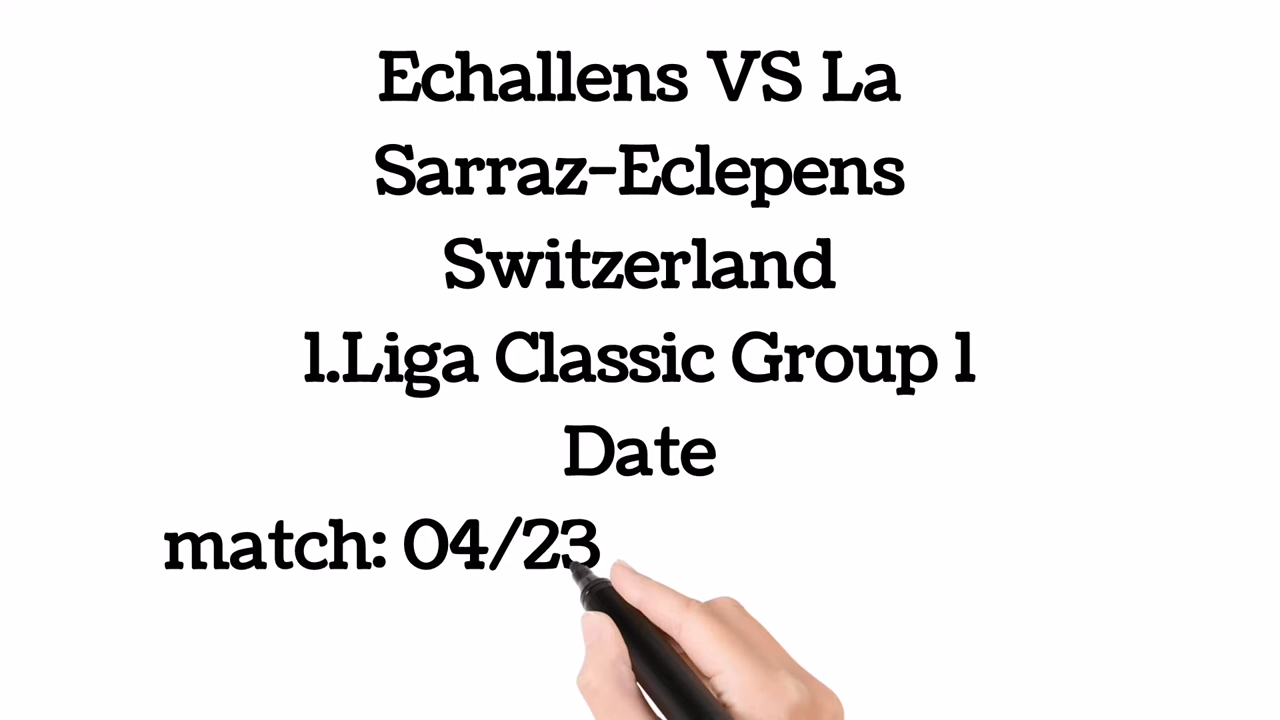 Echallens VS La
Sarraz-Eclepens
Switzerland
1.Liga Classic Group 1
Date
match: 04/23